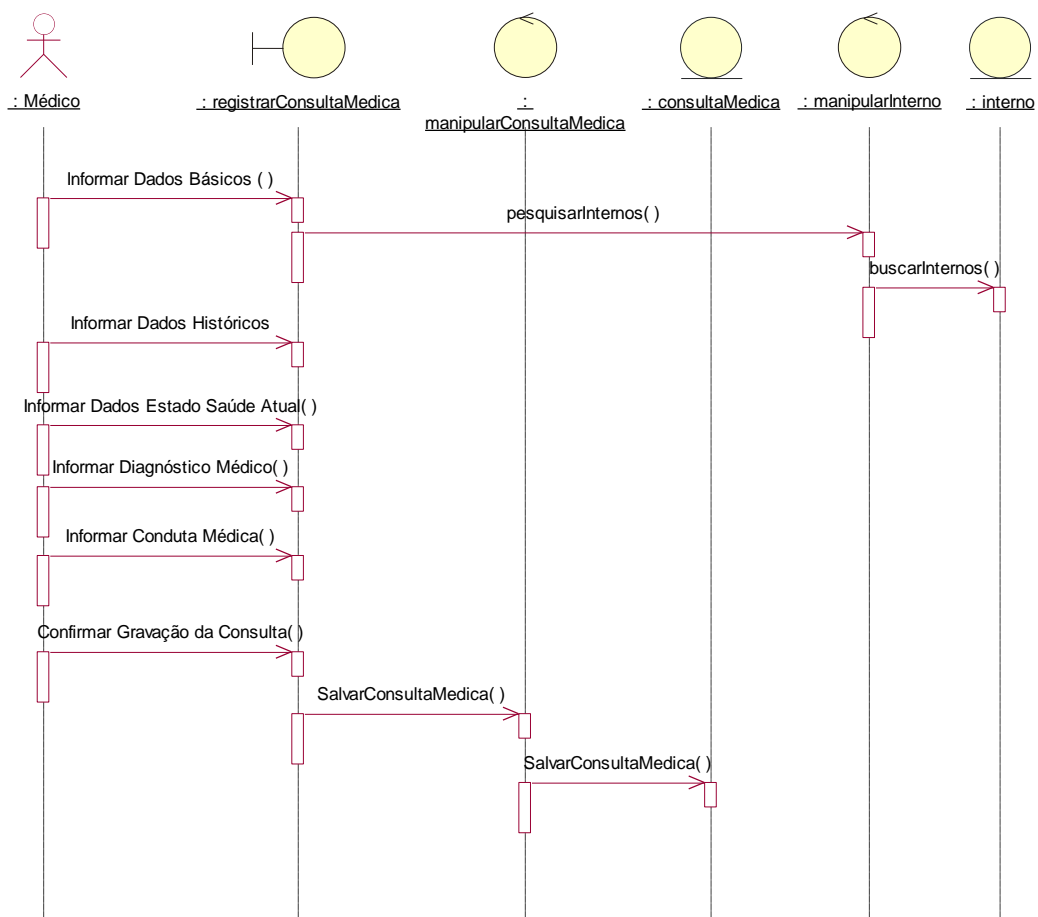 : Médico
: registrarConsultaMedica
:
manipularConsultaMedica
: consultaMedica
: manipularInterno
: interno
Informar Dados Básicos ( )
pesquisarInternos( )
buscarInternos( )
Informar Dados Históricos
Informar Dados Estado Saúde Atual( )
Informar Diagnóstico Médico( )
Informar Conduta Médica( )
Confirmar Gravação da Consulta( )
SalvarConsultaMedica( )
SalvarConsultaMedica( )